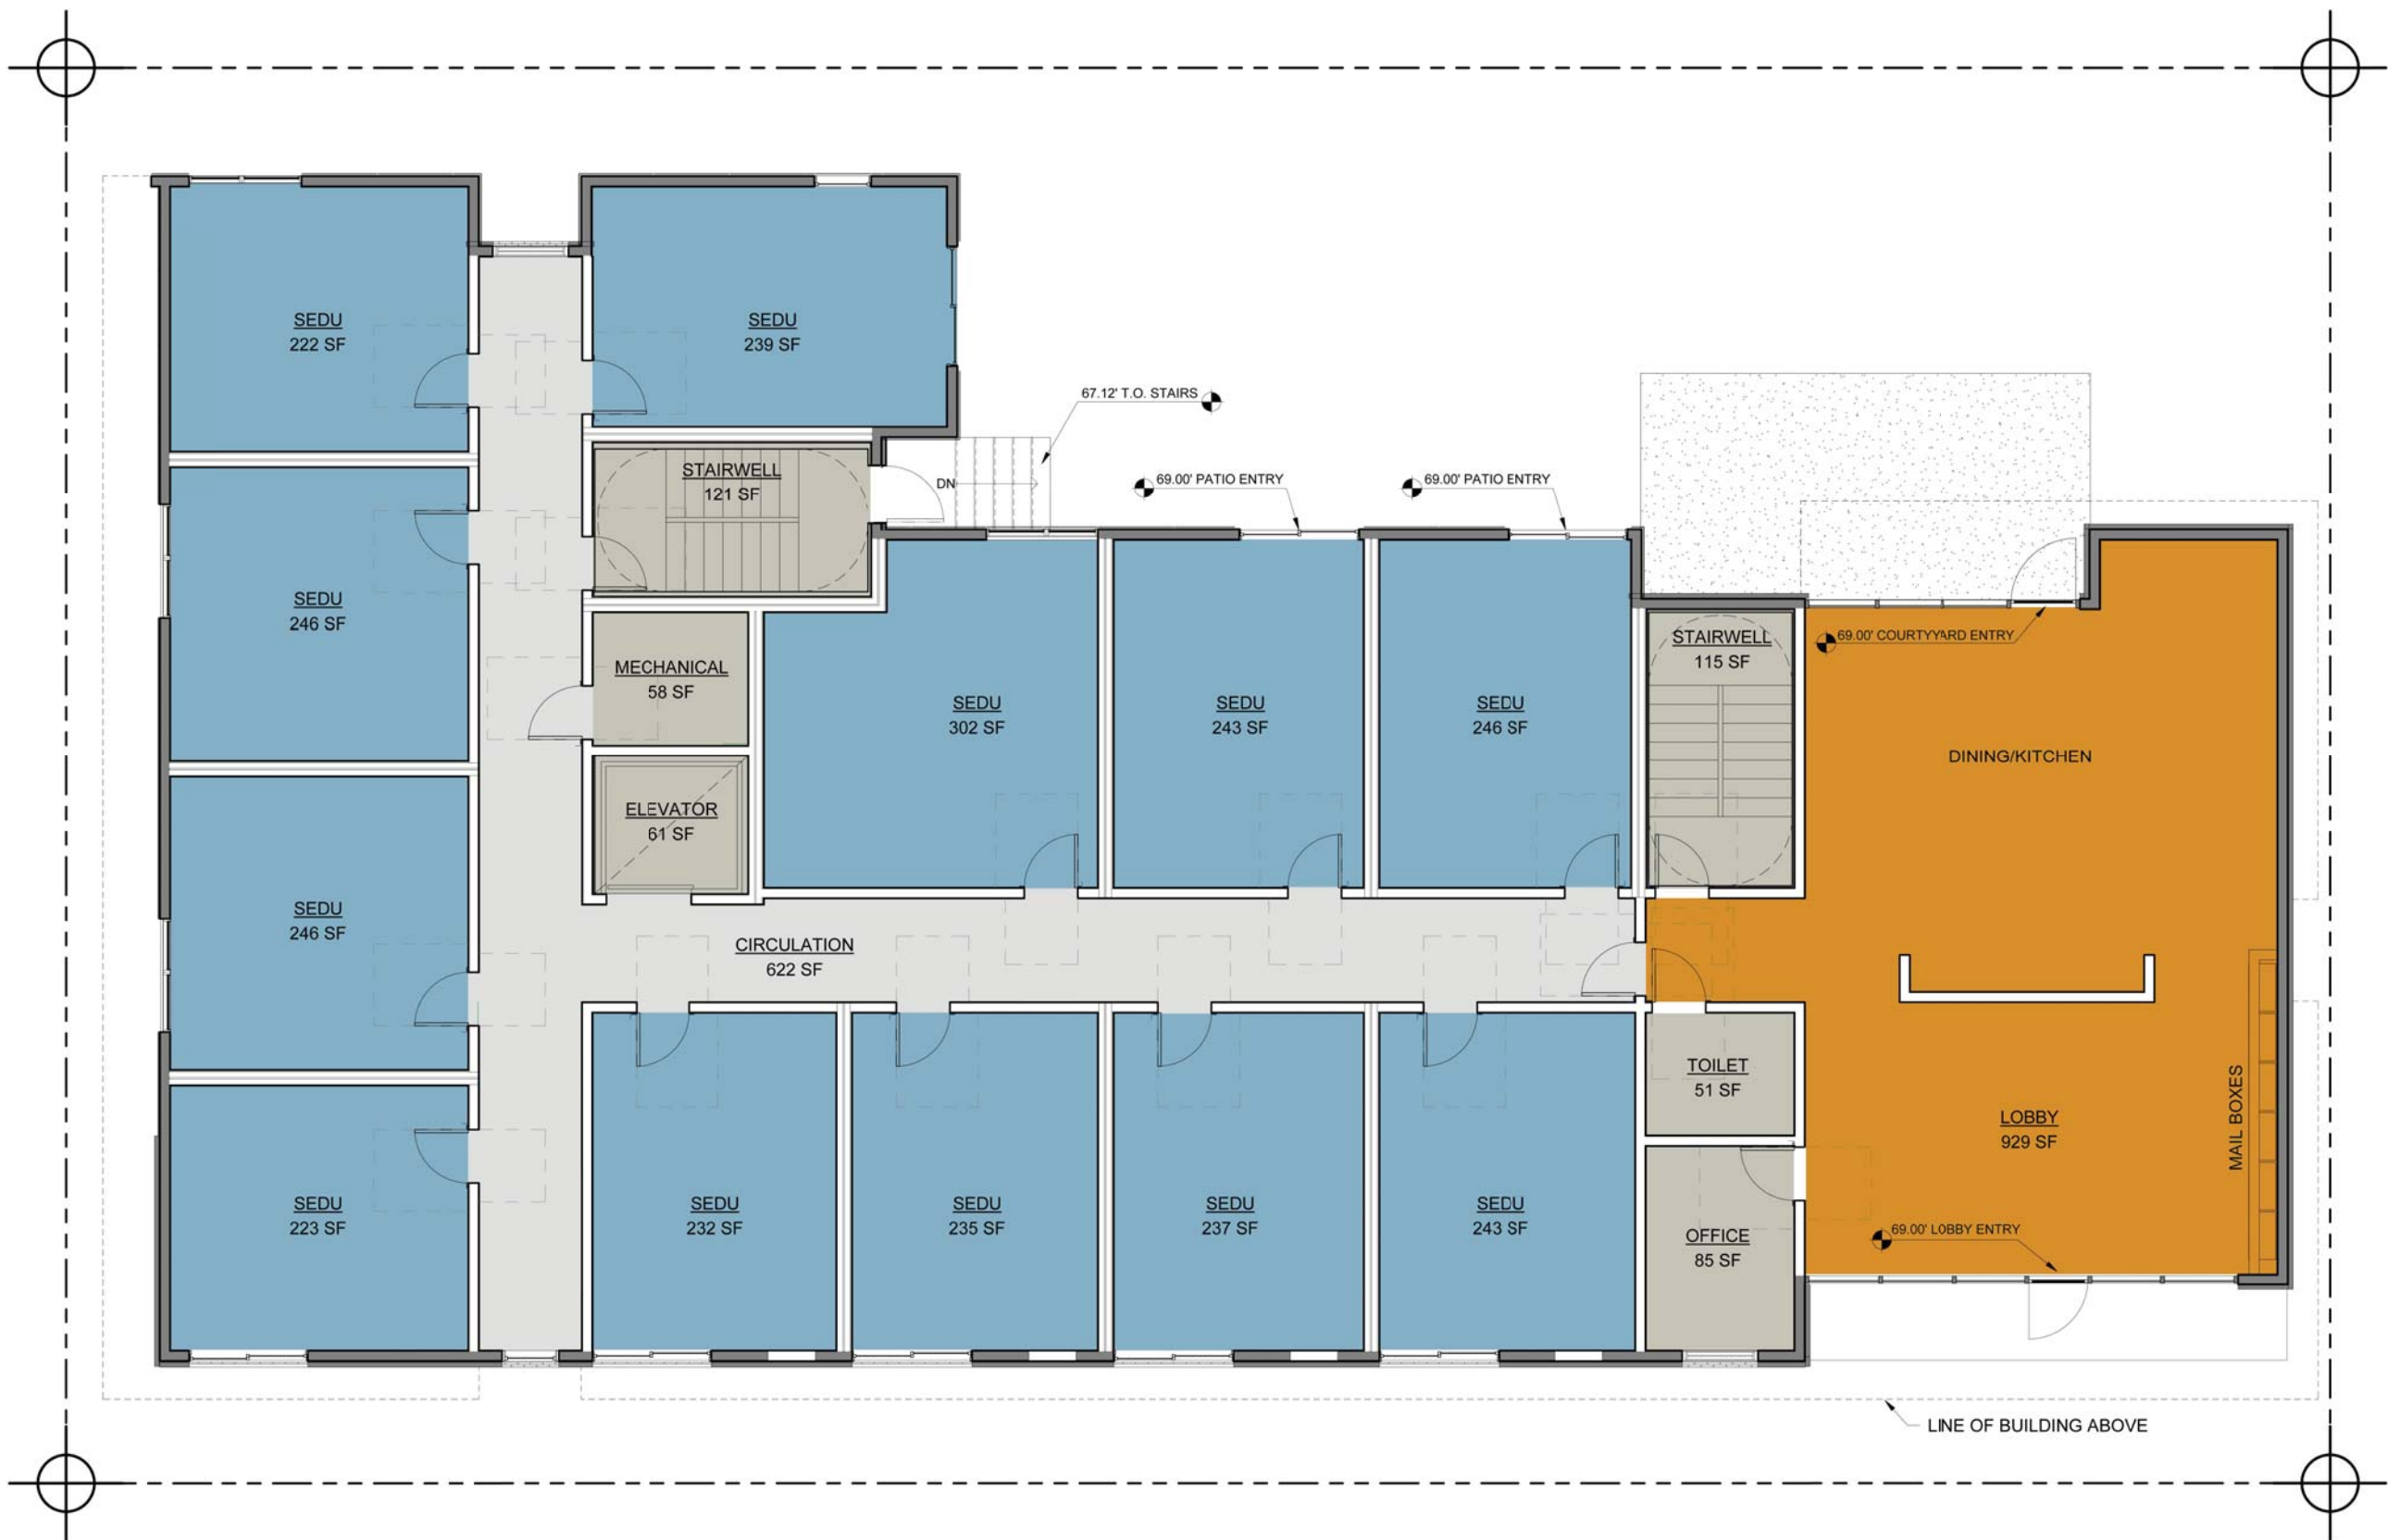 SEDU
222 SF
SEDU
239 SF
67.12' T.O. STAIRS
STAIRWELL
121 SF
DN
69.00' PATIO ENTRY
69.00' PATIO ENTRY
SEDU
246 SF
MECHANICAL
58 SF
STAIRWELL
115 SF
69.00' COURTYYARD ENTRY
SEDU
302 SF
SEDU
243 SF
SEDU
246 SF
DINING/KITCHEN
ELEVATOR
61 SF
SEDU
246 SF
CIRCULATION
622 SF
TOILET
51 SF
LOBBY
929 SF
MAIL BOXES
SEDU
223 SF
SEDU
232 SF
SEDU
235 SF
SEDU
237 SF
SEDU
243 SF
OFFICE
85 SF
69.00' LOBBY ENTRY
LINE OF BUILDING ABOVE